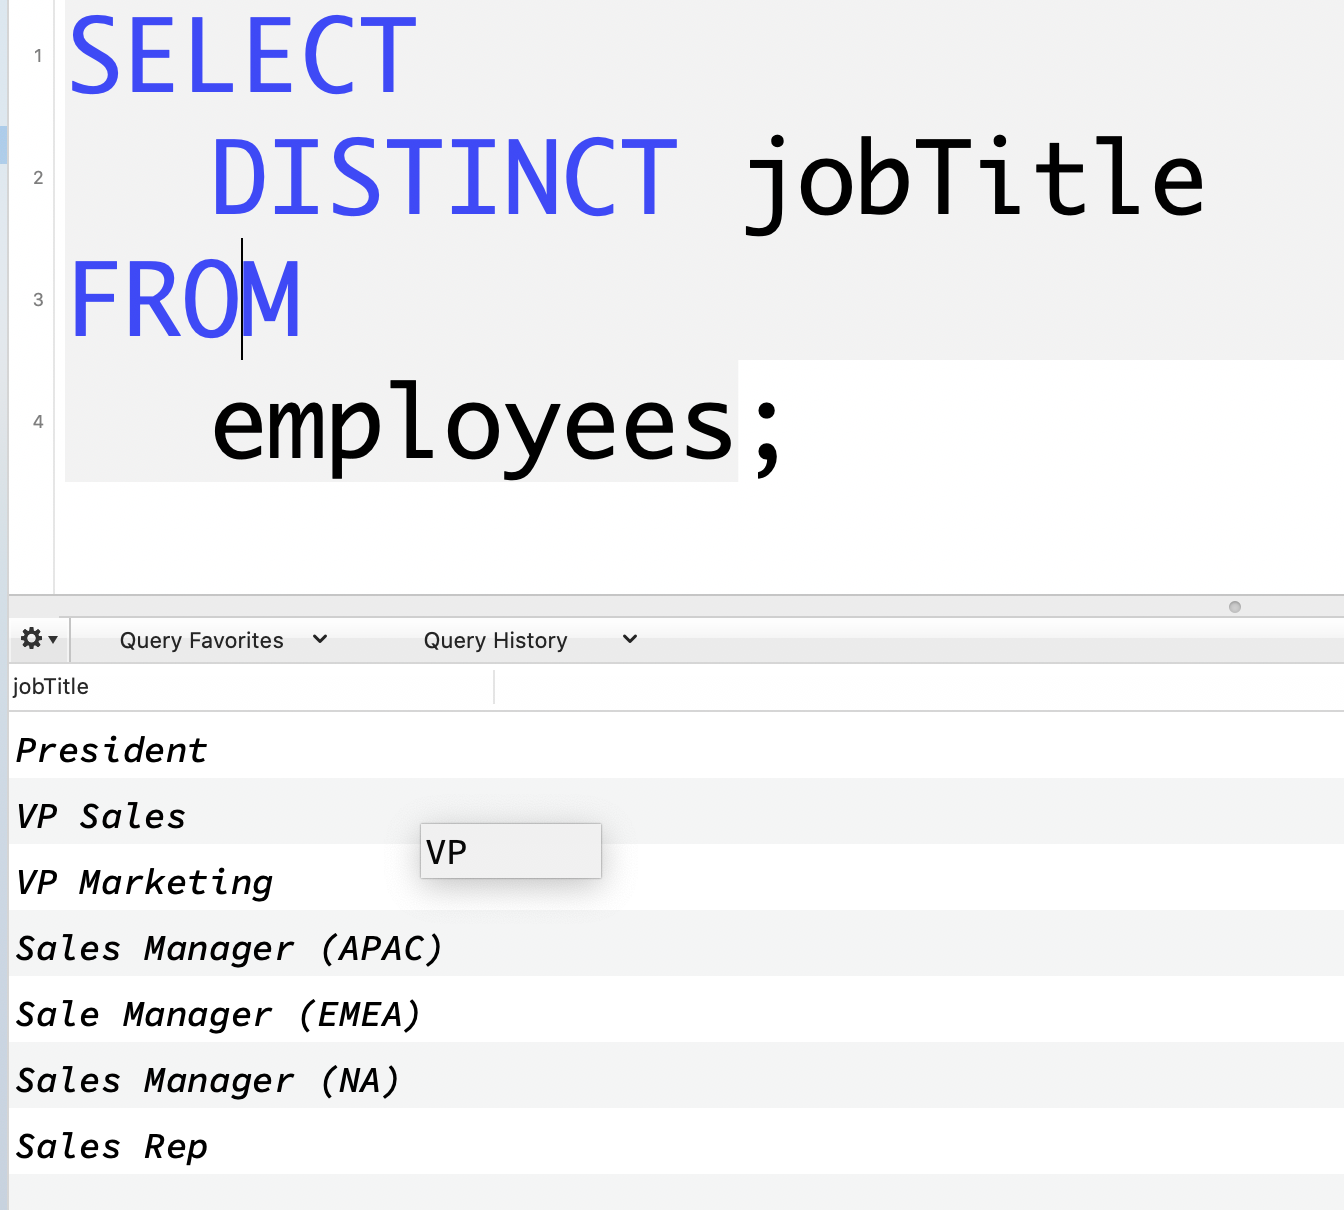 1 SELECT
2 DISTINCT jobTitle
3 FROM
4 employees;
Query Favorites Query History
jobTitle
President
VP Sales
VP
VP Marketing
Sales Manager (APAC)
Sale Manager (EMEA)
Sales Manager (NA)
Sales Rep